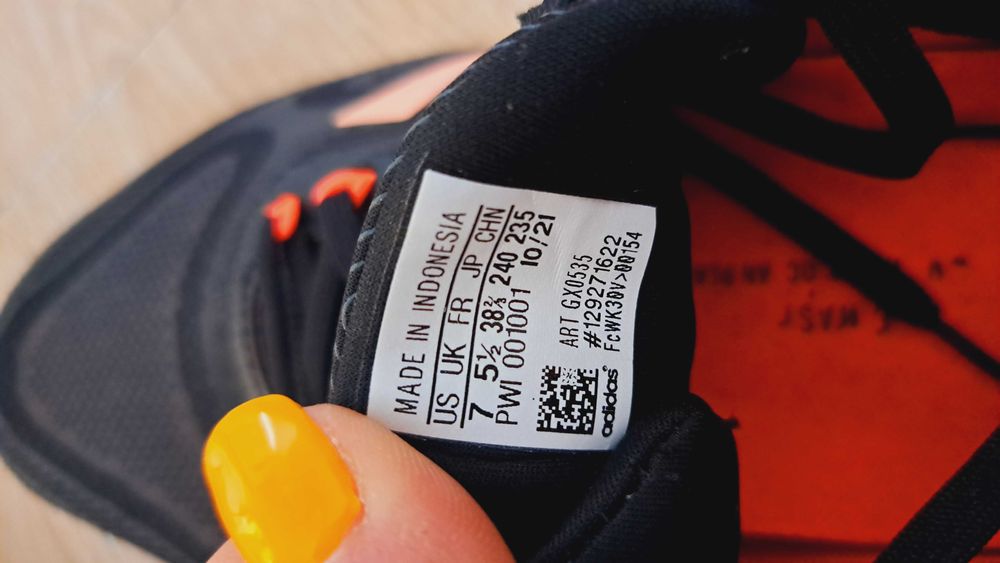 MADE IN INDONESIA
US UK FR JP CHN
7 5½ 38⅔ 240 235
PWI 001001 10/21
ART GX0535
#129271622
FcWK30V>00154
adidas